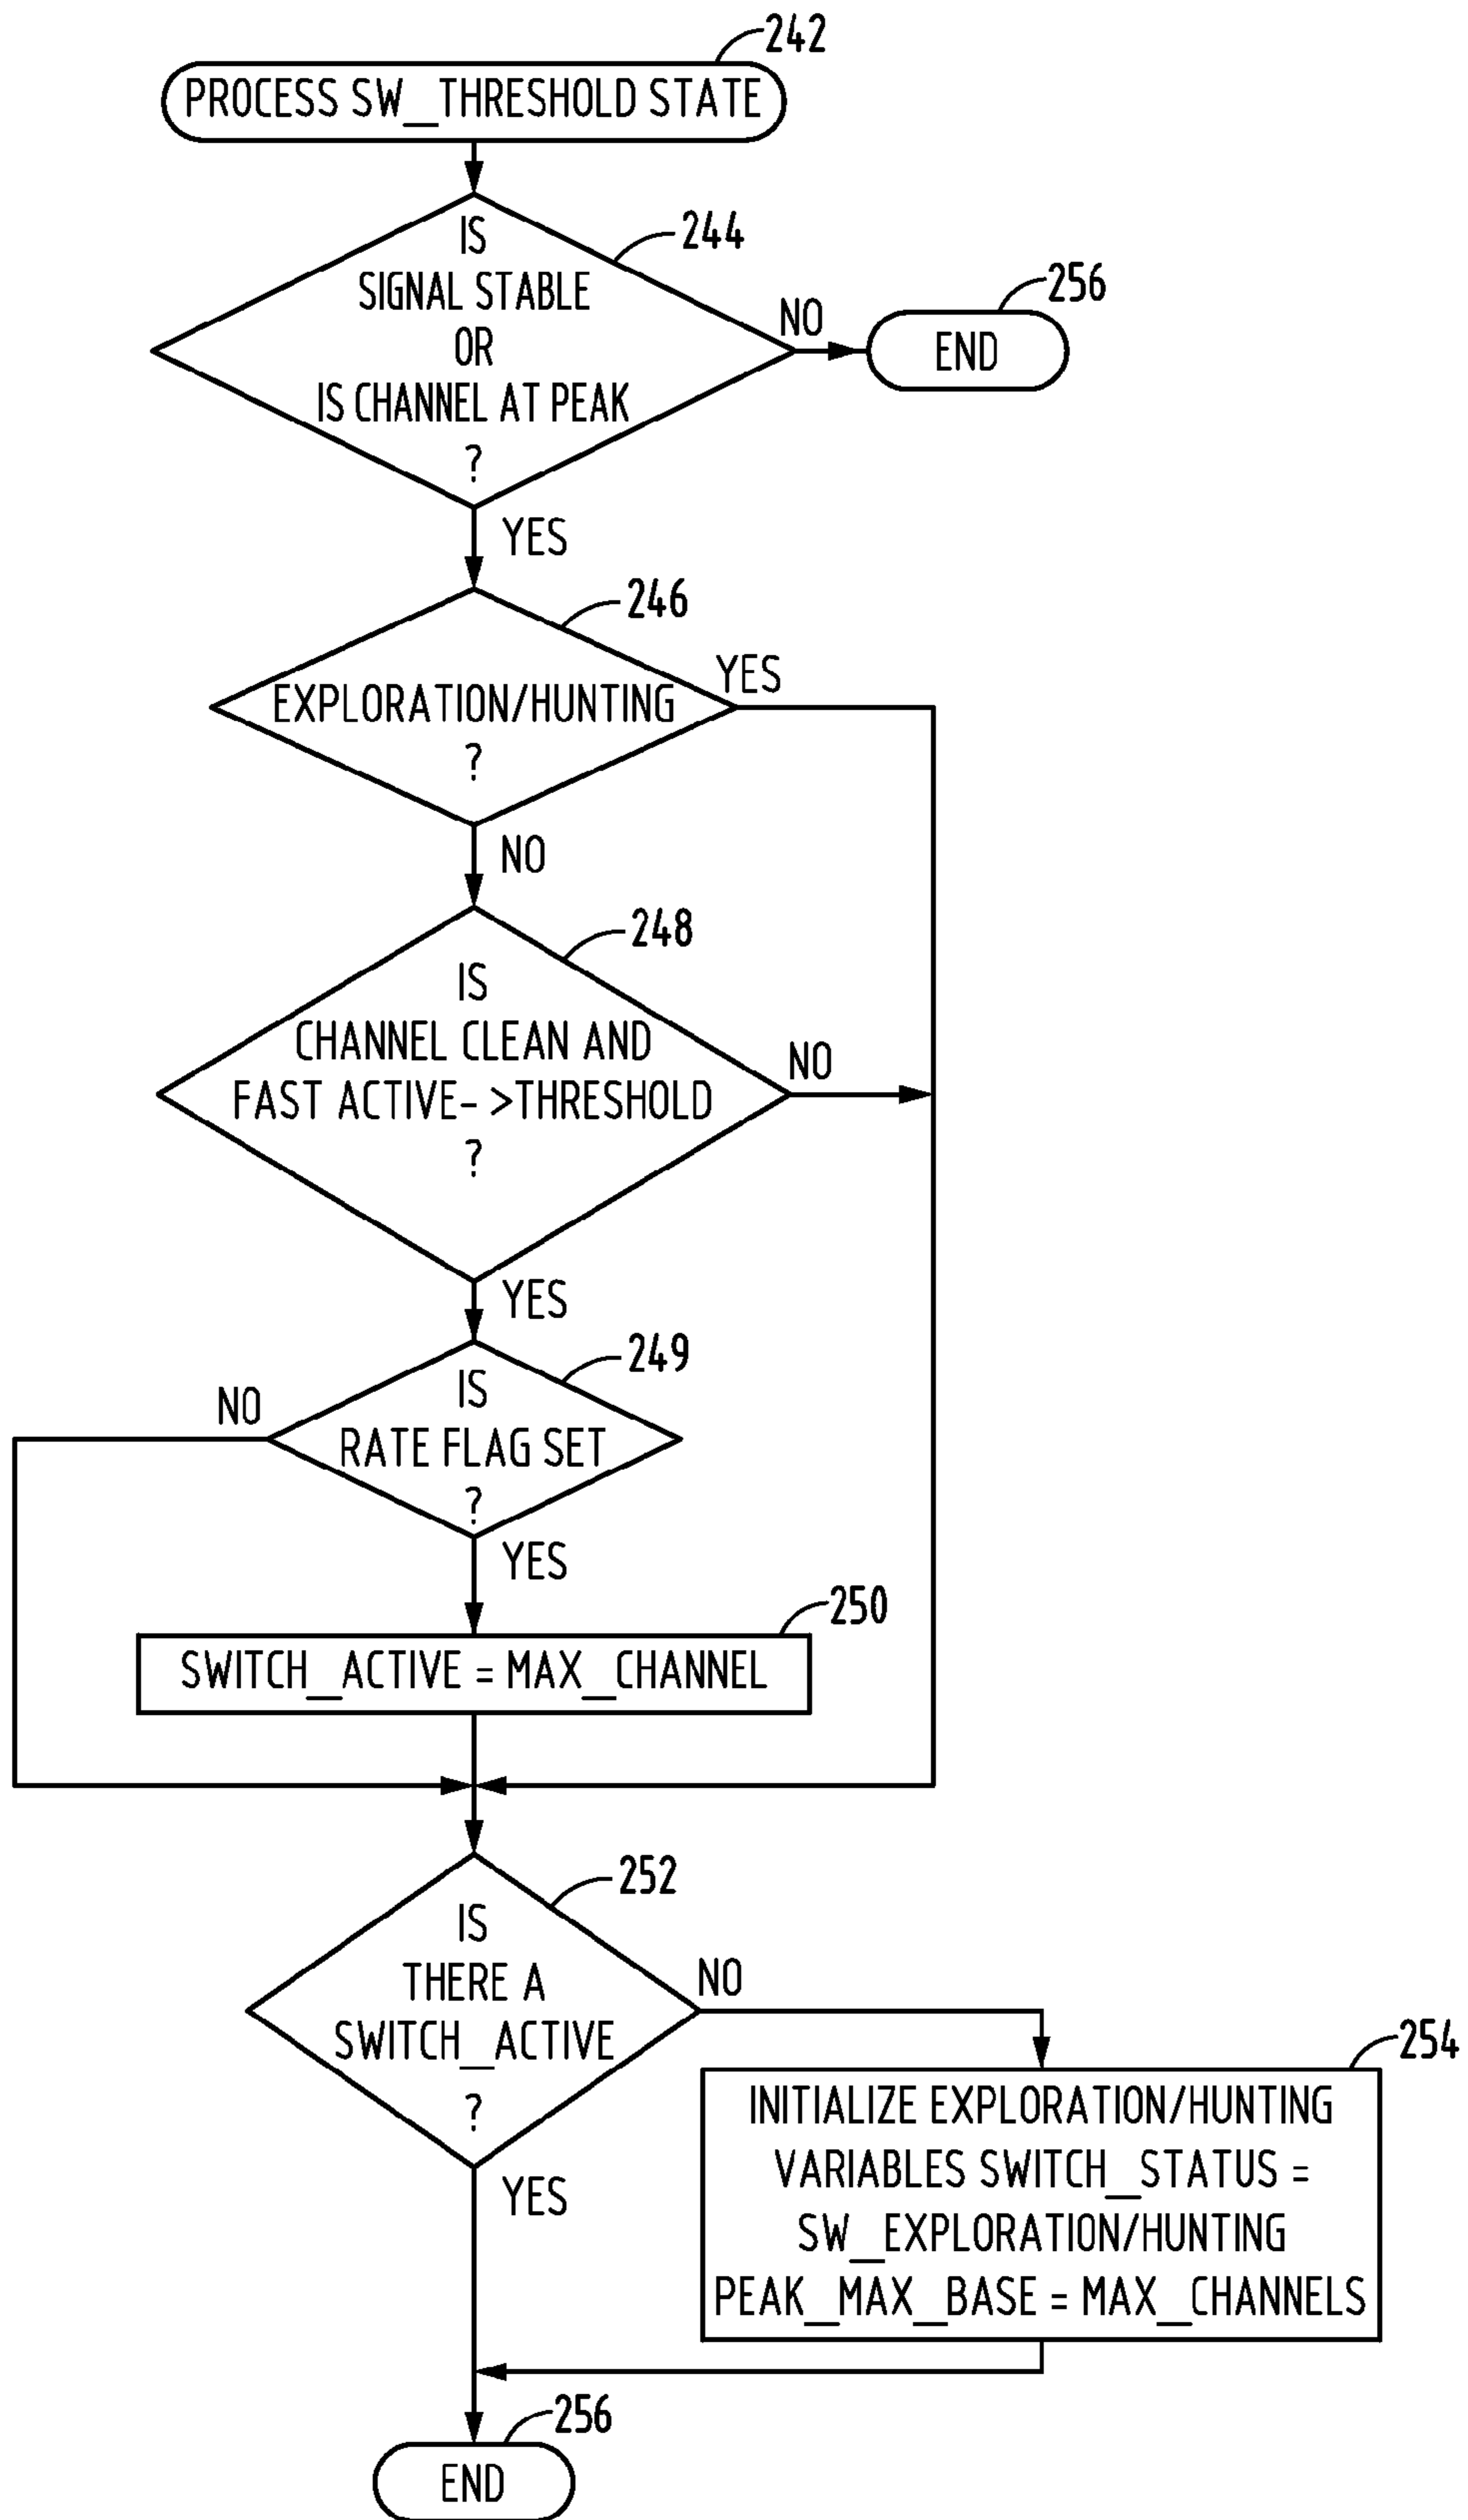 242
PROCESS SW_THRESHOLD STATE
244
IS
SIGNAL STABLE
OR
IS CHANNEL AT PEAK
?
NO
256
END
YES
246
EXPLORATION/HUNTING
?
YES
NO
248
IS
CHANNEL CLEAN AND
FAST ACTIVE- >THRESHOLD
?
NO
YES
249
IS
RATE FLAG SET
?
NO
YES
250
SWITCH_ACTIVE = MAX_CHANNEL
252
IS
THERE A
SWITCH_ACTIVE
?
NO
YES
254
INITIALIZE EXPLORATION/HUNTING
VARIABLES SWITCH_STATUS =
SW_EXPLORATION/HUNTING
PEAK_MAX_BASE = MAX_CHANNELS
256
END